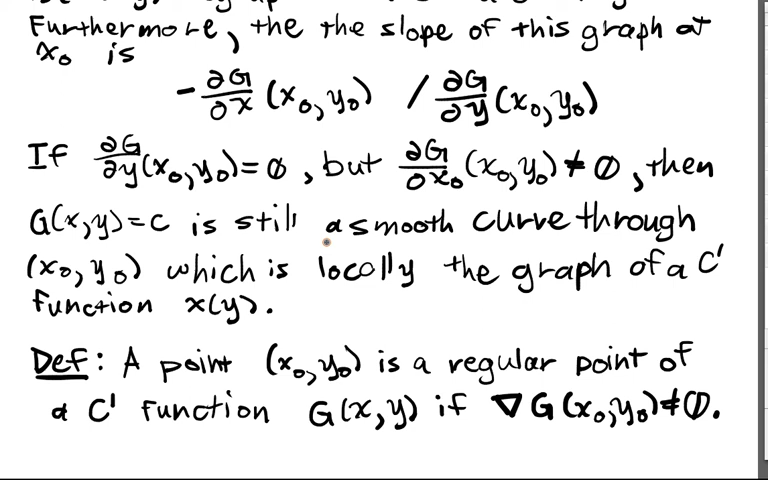 Furthermore, the the slope of this graph at
x₀ is
-∂G/∂x (x₀,y₀) / ∂G/∂y (x₀,y₀)
If ∂G/∂y(x₀,y₀)=0, but ∂G/∂x₀(x₀,y₀)≠0, then
G(x,y)=c is still a smooth curve through
(x₀,y₀) which is locally the graph of a C'
function x(y).
Def: A point (x₀,y₀) is a regular point of
a C' function G(x,y) if ∇G(x₀,y₀)≠0.